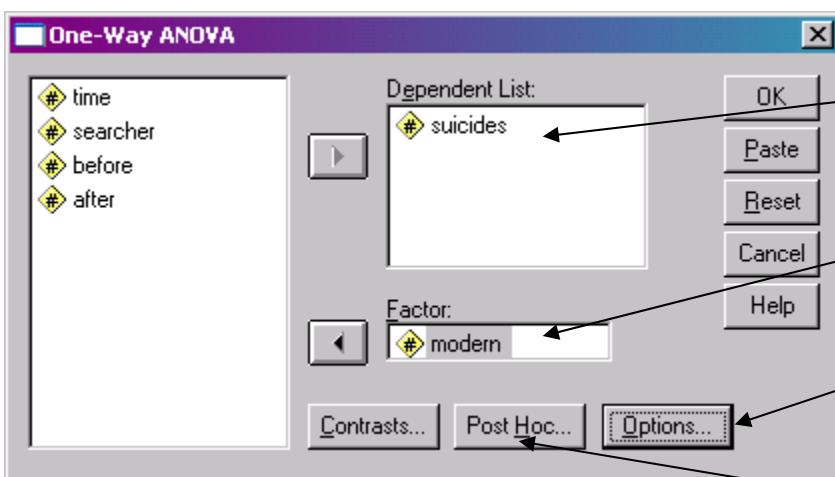 One-Way ANOVA
time
searcher
before
after
Dependent List:
suicides
Factor:
modern
OK
Paste
Reset
Cancel
Help
Contrasts...
Post Hoc...
Options...